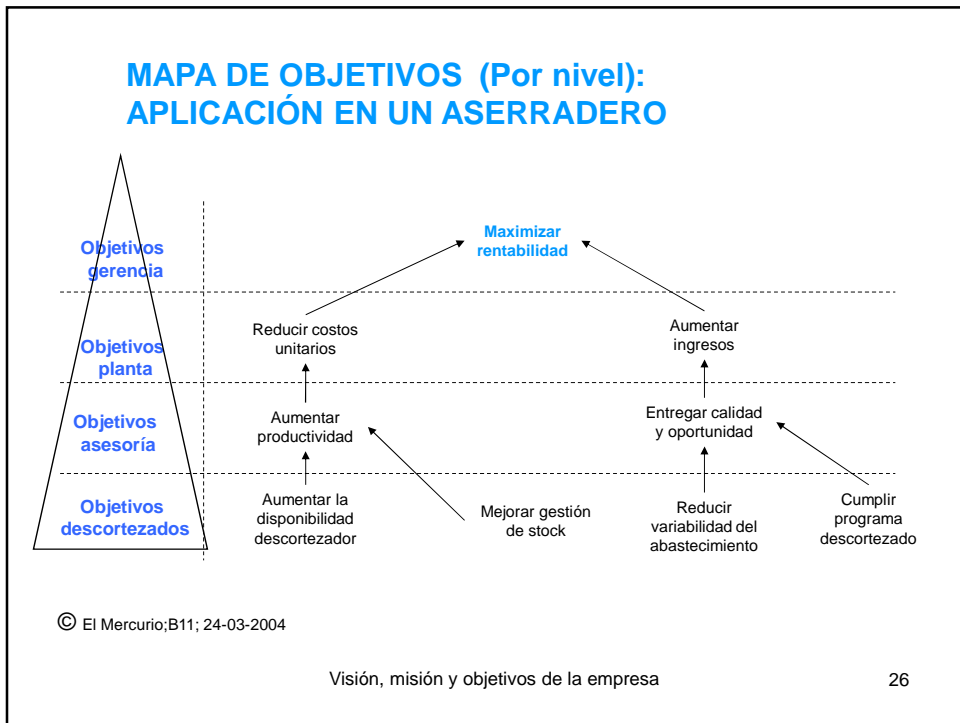 MAPA DE OBJETIVOS (Por nivel):
APLICACIÓN EN UN ASERRADERO
Objetivos
gerencia
Maximizar
rentabilidad
Objetivos
planta
Reducir costos
unitarios
Aumentar
ingresos
Objetivos
asesoría
Aumentar
productividad
Entregar calidad
y oportunidad
Objetivos
descortezados
Aumentar la
disponibilidad
descortezador
Mejorar gestión
de stock
Reducir
variabilidad del
abastecimiento
Cumplir
programa
descortezado
© El Mercurio;B11; 24-03-2004
Visión, misión y objetivos de la empresa
26